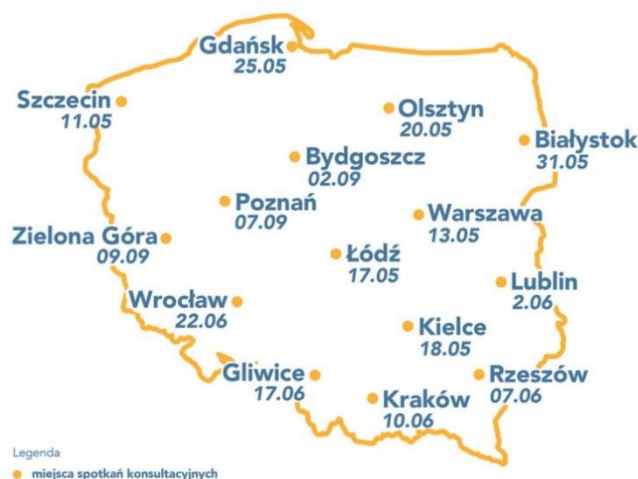 Gdańsk
25.05
Szczecin
11.05
Olsztyn
20.05
Białystok
31.05
Bydgoszcz
02.09
Poznań
07.09
Warszawa
13.05
Zielona Góra
09.09
Łódź
17.05
Lublin
2.06
Wrocław
22.06
Kielce
18.05
Gliwice
17.06
Rzeszów
07.06
Kraków
10.06
Legenda
miejsca spotkań konsultacyjnych